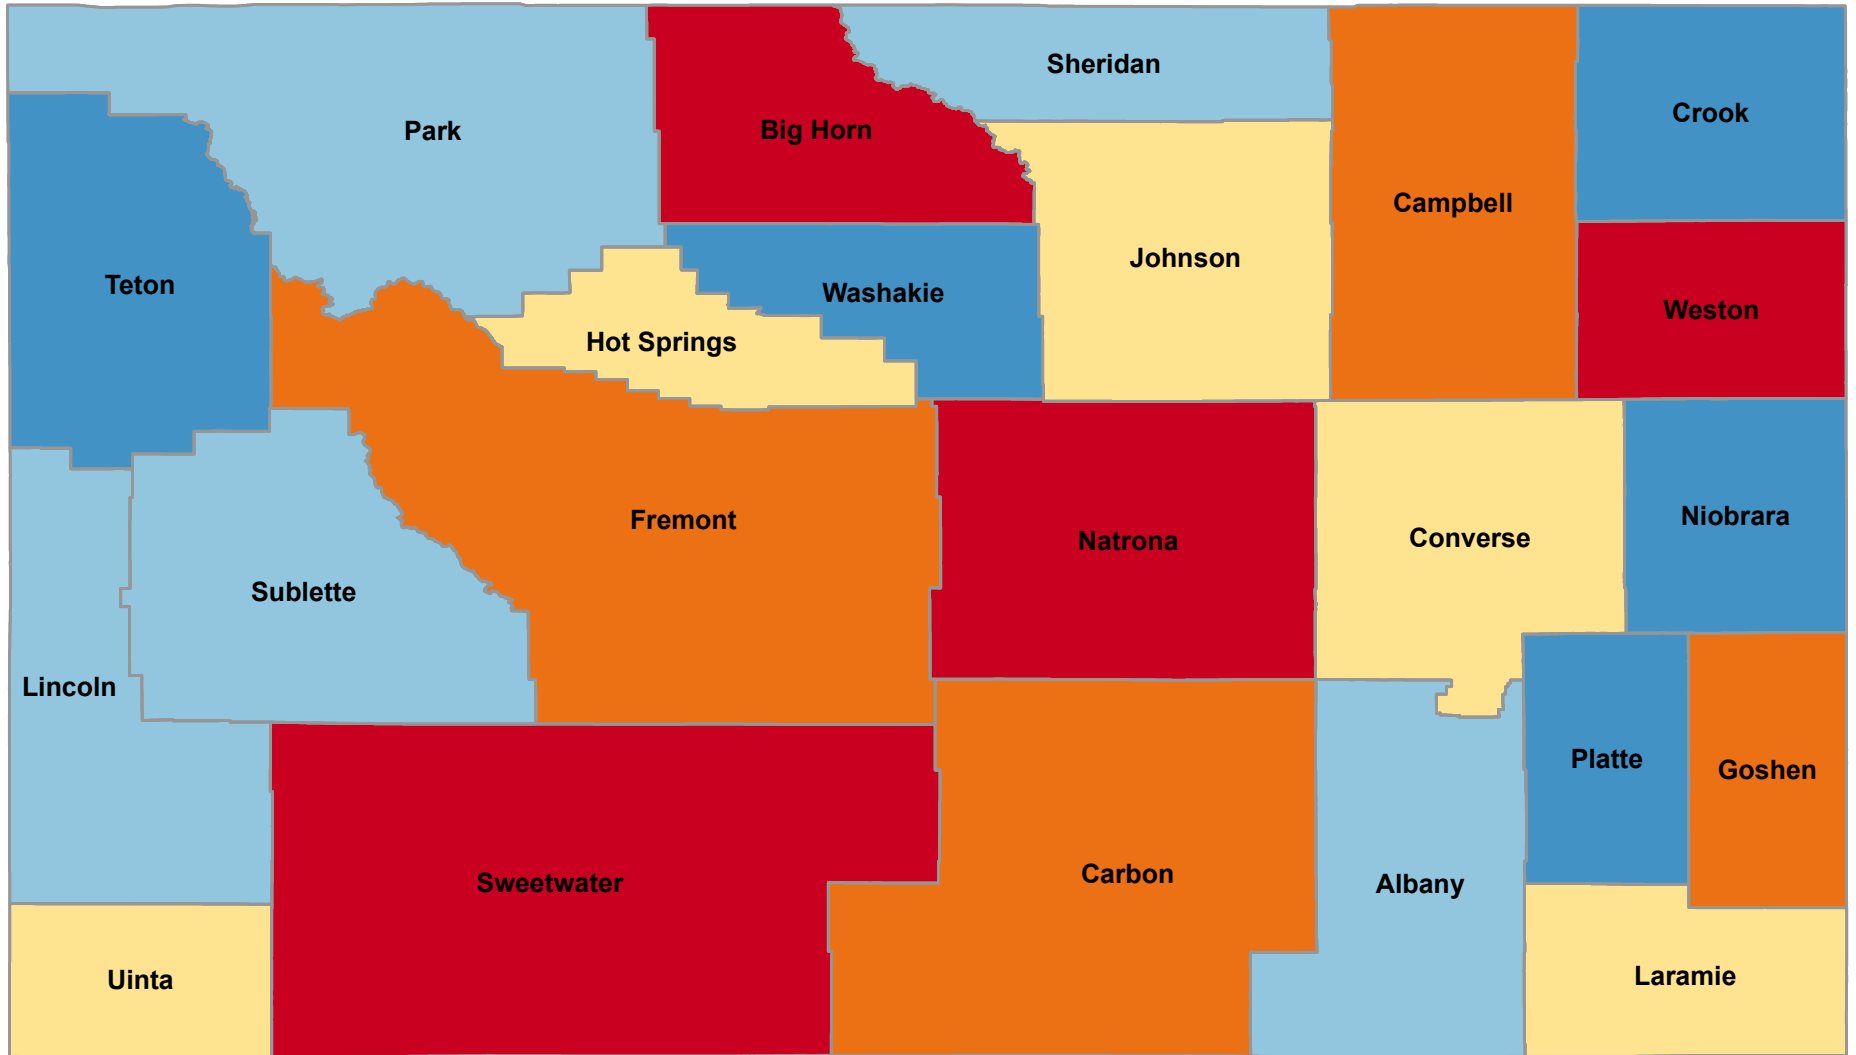 Sheridan
Crook
Park
Big Horn
Campbell
Johnson
Teton
Washakie
Weston
Hot Springs
Niobrara
Fremont
Converse
Natrona
Sublette
Lincoln
Platte
Goshen
Carbon
Sweetwater
Albany
Laramie
Uinta